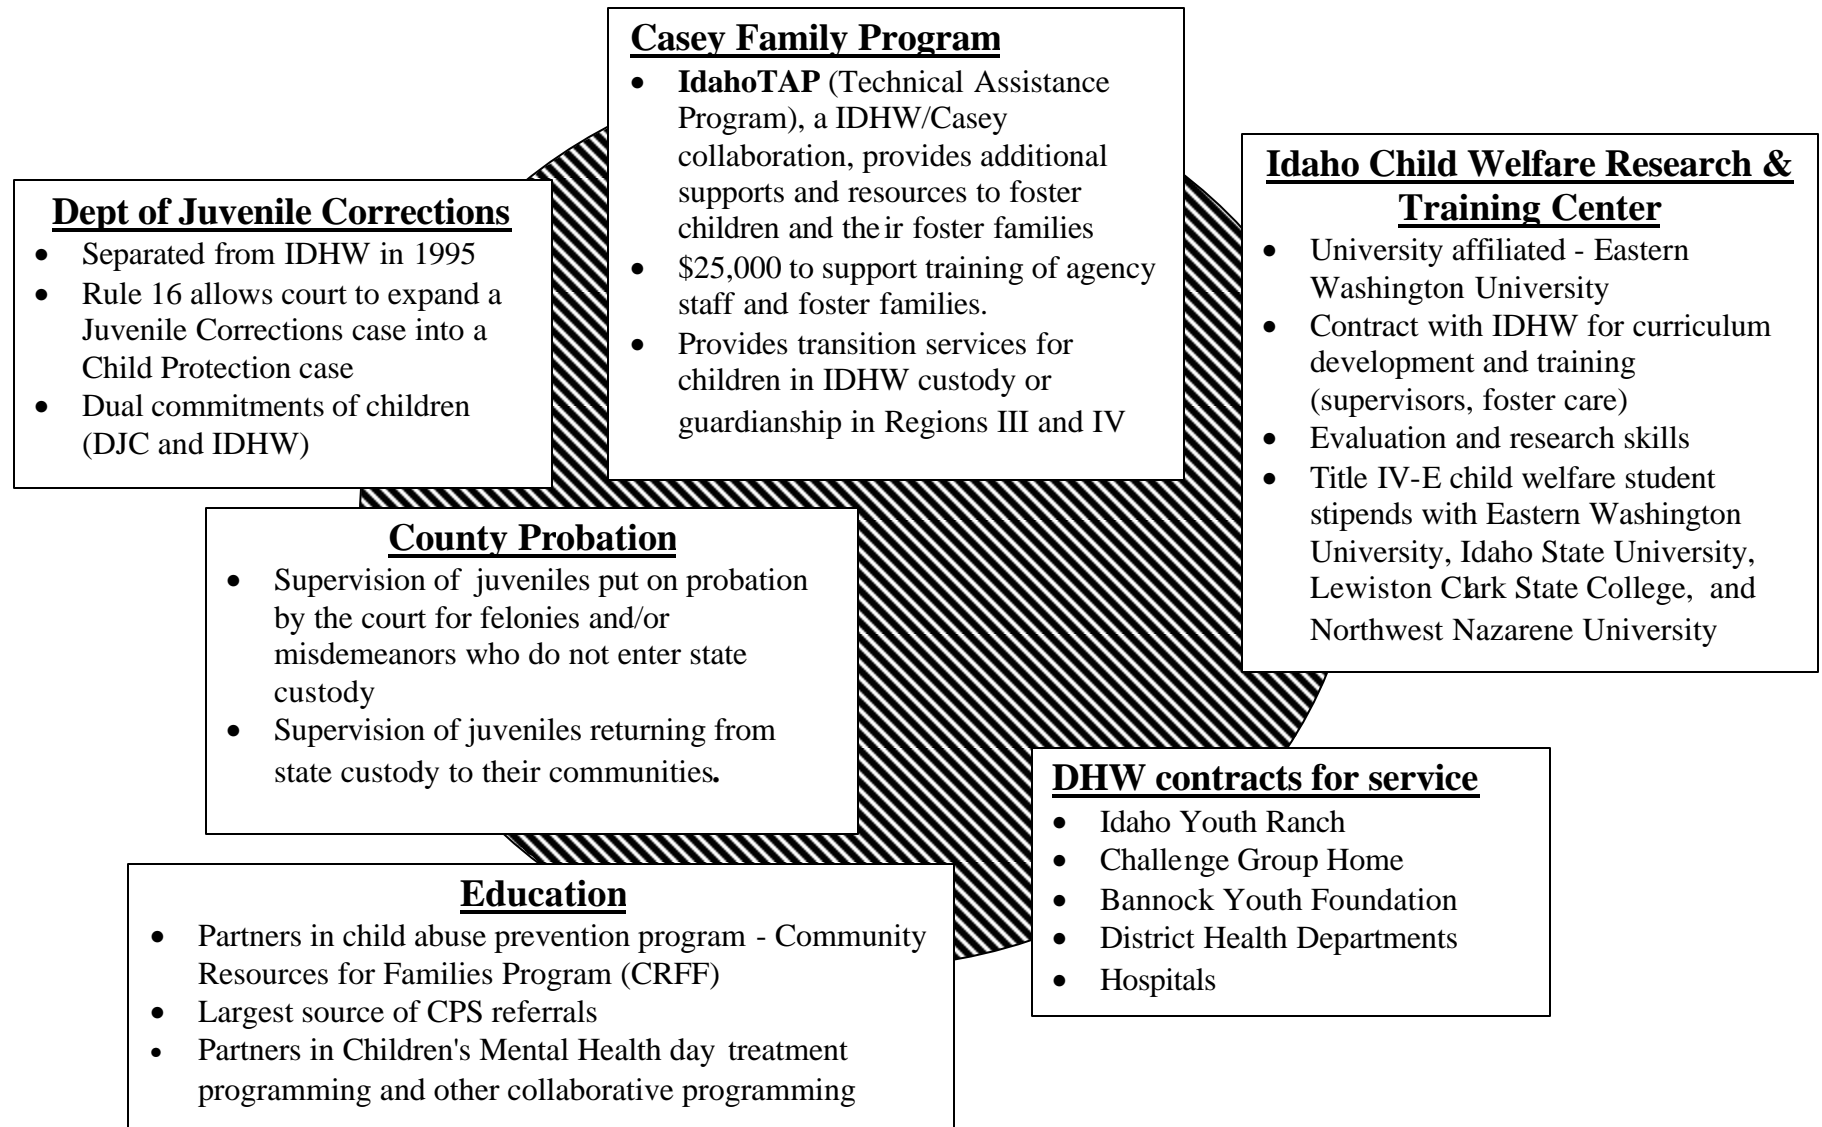 Casey Family Program
• IdahoTAP (Technical Assistance
Program), a IDHW/Casey
collaboration, provides additional
supports and resources to foster
children and their foster families
• $25,000 to support training of agency
staff and foster families.
• Provides transition services for
children in IDHW custody or
guardianship in Regions III and IV
Idaho Child Welfare Research &
Training Center
• University affiliated - Eastern
Washington University
• Contract with IDHW for curriculum
development and training
(supervisors, foster care)
• Evaluation and research skills
• Title IV-E child welfare student
stipends with Eastern Washington
University, Idaho State University,
Lewiston Clark State College, and
Northwest Nazarene University
Dept of Juvenile Corrections
• Separated from IDHW in 1995
• Rule 16 allows court to expand a
Juvenile Corrections case into a
Child Protection case
• Dual commitments of children
(DJC and IDHW)
County Probation
• Supervision of juveniles put on probation
by the court for felonies and/or
misdemeanors who do not enter state
custody
• Supervision of juveniles returning from
state custody to their communities.
DHW contracts for service
• Idaho Youth Ranch
• Challenge Group Home
• Bannock Youth Foundation
• District Health Departments
• Hospitals
Education
• Partners in child abuse prevention program - Community
Resources for Families Program (CRFF)
• Largest source of CPS referrals
• Partners in Children's Mental Health day treatment
programming and other collaborative programming